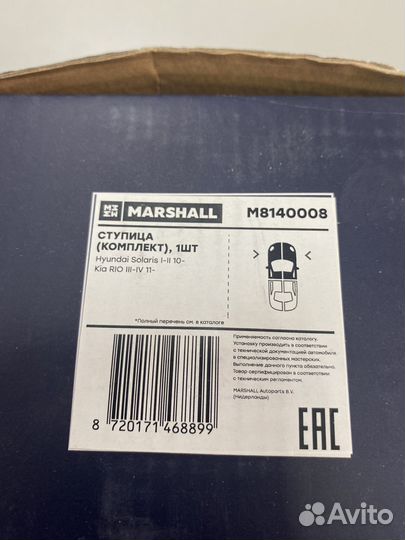 MARSHALL
M8140008
СТУПИЦА
(КОМПЛЕКТ), 1ШТ
Hyundai Solaris I-II 10-
Kia RIO III-IV 11-
*Полный перечень см. в каталоге
Применяемость согласно каталогу.
Установку производить в соответствии
с технической документацией автомобиля
в специализированных мастерских.
Выполнение данного пункта обязательно.
Товар сертифицирован в соответствии
с техническим регламентом.
MARSHALL Autoparts B.V.
(Нидерланды)
8 720171 468899
EAC
Avito